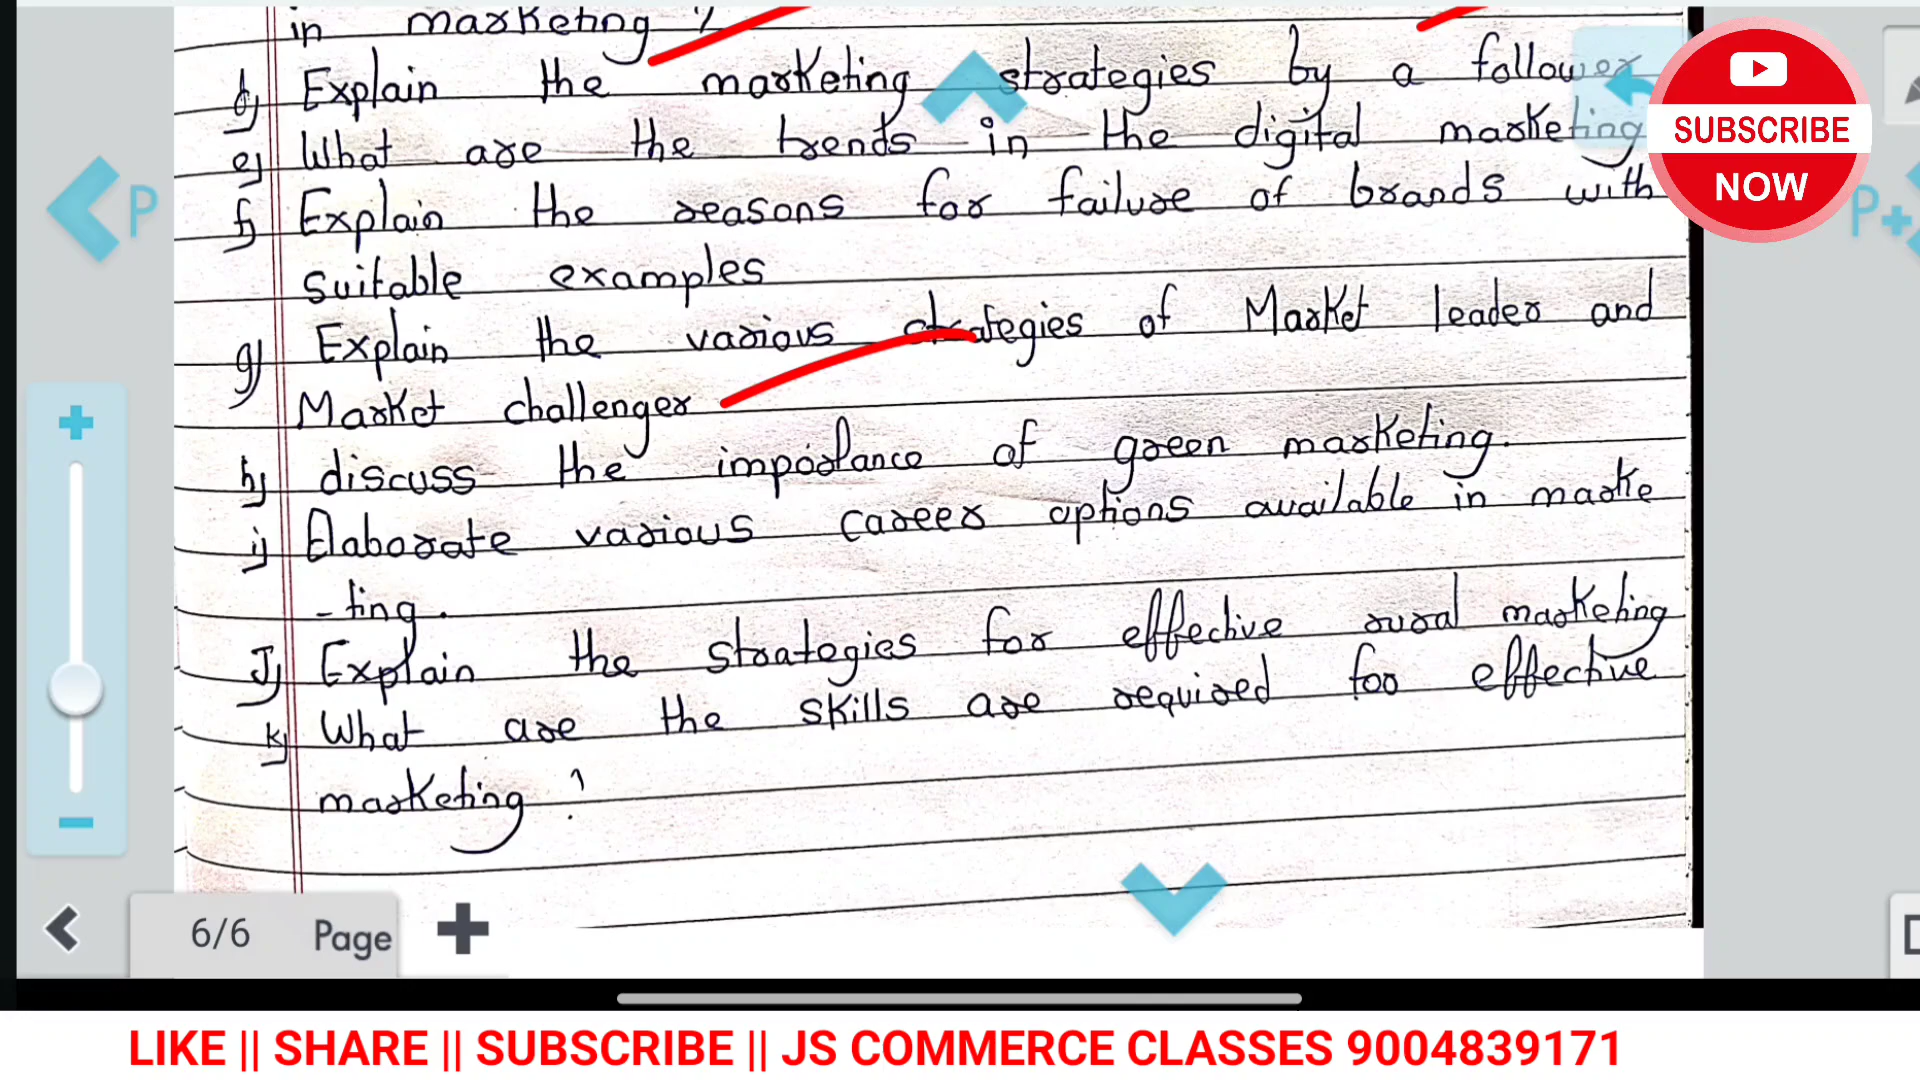 in marketing ?
d) Explain the marketing strategies by a follower
e) What are the trends in the digital marketing
f) Explain the reasons for failure of brands with
suitable examples
g) Explain the various strategies of Market leader and
Market challenger
h) discuss the importance of green marketing.
i) Elaborate various career options available in marke
- ting.
J) Explain the strategies for effective rural marketing
k) What are the skills are required for effective
marketing ?
SUBSCRIBE
NOW
P
P+
6/6 Page
LIKE || SHARE || SUBSCRIBE || JS COMMERCE CLASSES 9004839171